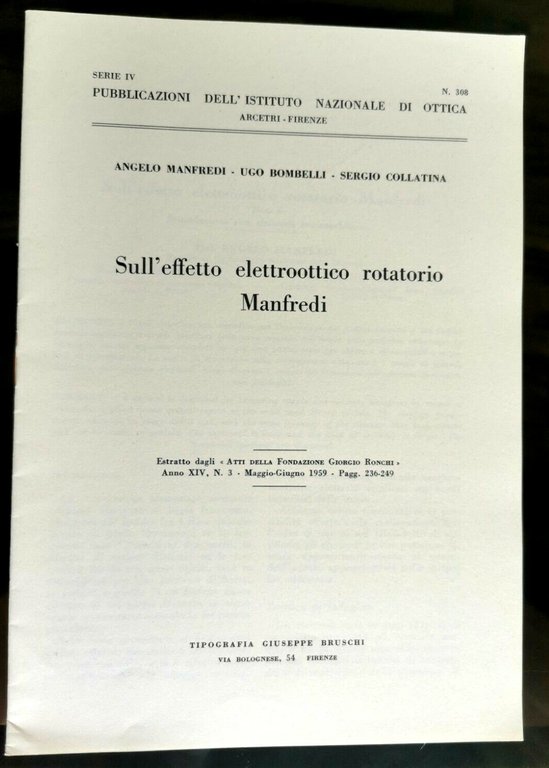 SERIE IV
N. 308
PUBBLICAZIONI DELL'ISTITUTO NAZIONALE DI OTTICA
ARCETRI - FIRENZE
ANGELO MANFREDI - UGO BOMBELLI - SERGIO COLLATINA
Sull'effetto elettroottico rotatorio
Manfredi
Estratto dagli « ATTI DELLA FONDAZIONE GIORGIO RONCHI »
Anno XIV, N. 3 - Maggio-Giugno 1959 - Pagg. 236-249
TIPOGRAFIA GIUSEPPE BRUSCHI
VIA BOLOGNESE, 54 FIRENZE